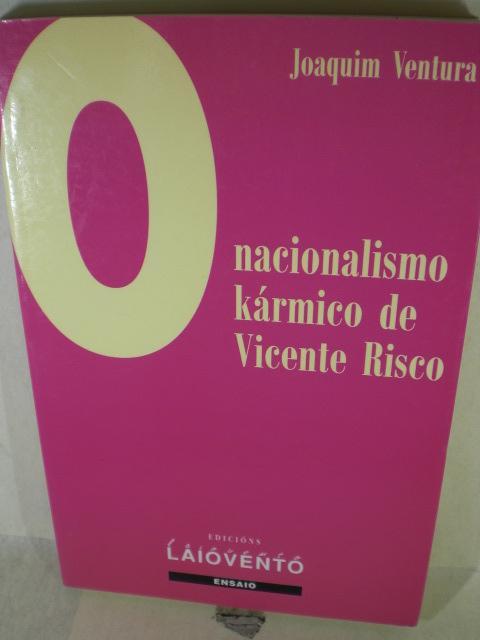 Joaquim Ventura
O
nacionalismo
kármico de
Vicente Risco
EDICIÓNS
LAIOVENTO
ENSAIO